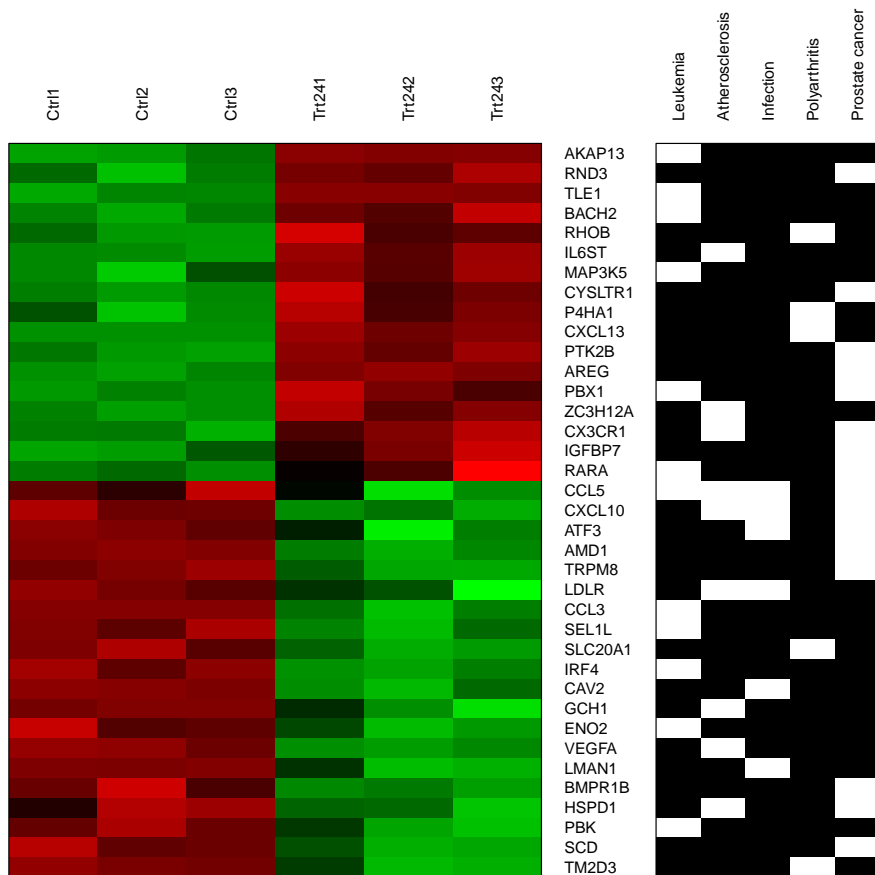 Ctrl1
Ctrl2
Ctrl3
Trt241
Trt242
Trt243
Leukemia
Atherosclerosis
Infection
Polyarthritis
Prostate cancer
AKAP13
RND3
TLE1
BACH2
RHOB
IL6ST
MAP3K5
CYSLTR1
P4HA1
CXCL13
PTK2B
AREG
PBX1
ZC3H12A
CX3CR1
IGFBP7
RARA
CCL5
CXCL10
ATF3
AMD1
TRPM8
LDLR
CCL3
SEL1L
SLC20A1
IRF4
CAV2
GCH1
ENO2
VEGFA
LMAN1
BMPR1B
HSPD1
PBK
SCD
TM2D3